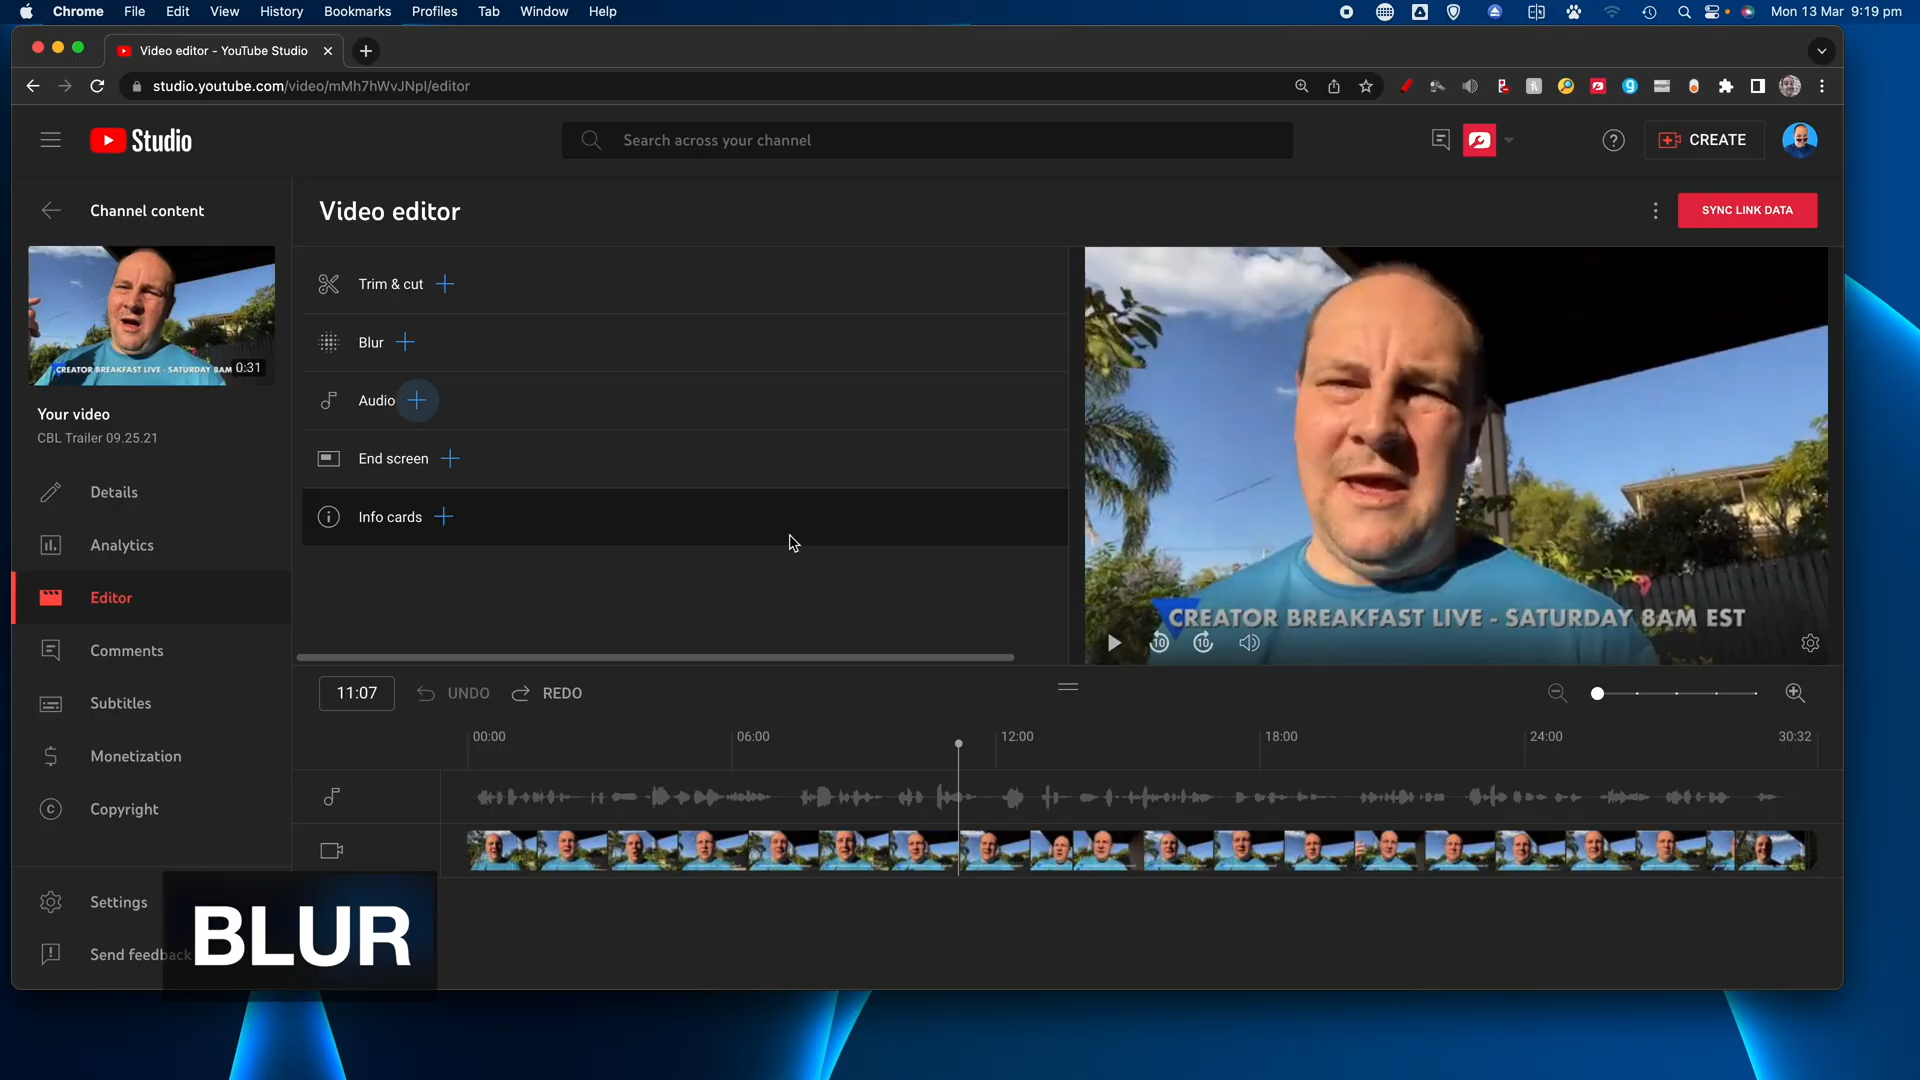 Chrome File Edit View History Bookmarks Profiles Tab Window Help
Mon 13 Mar 9:19 pm
Video editor - YouTube Studio
studio.youtube.com/video/mMh7hWvJNpI/editor
Studio
Search across your channel
CREATE
Channel content
Video editor
SYNC LINK DATA
CREATOR BREAKFAST LIVE - SATURDAY 8AM
0:31
Your video
CBL Trailer 09.25.21
Details
Analytics
Editor
Comments
Subtitles
Monetization
Copyright
Settings
Send feedback
Trim & cut
Blur
Audio
End screen
Info cards
CREATOR BREAKFAST LIVE - SATURDAY 8AM EST
10 10
11:07 UNDO REDO
00:00 06:00 12:00 18:00 24:00 30:32
BLUR